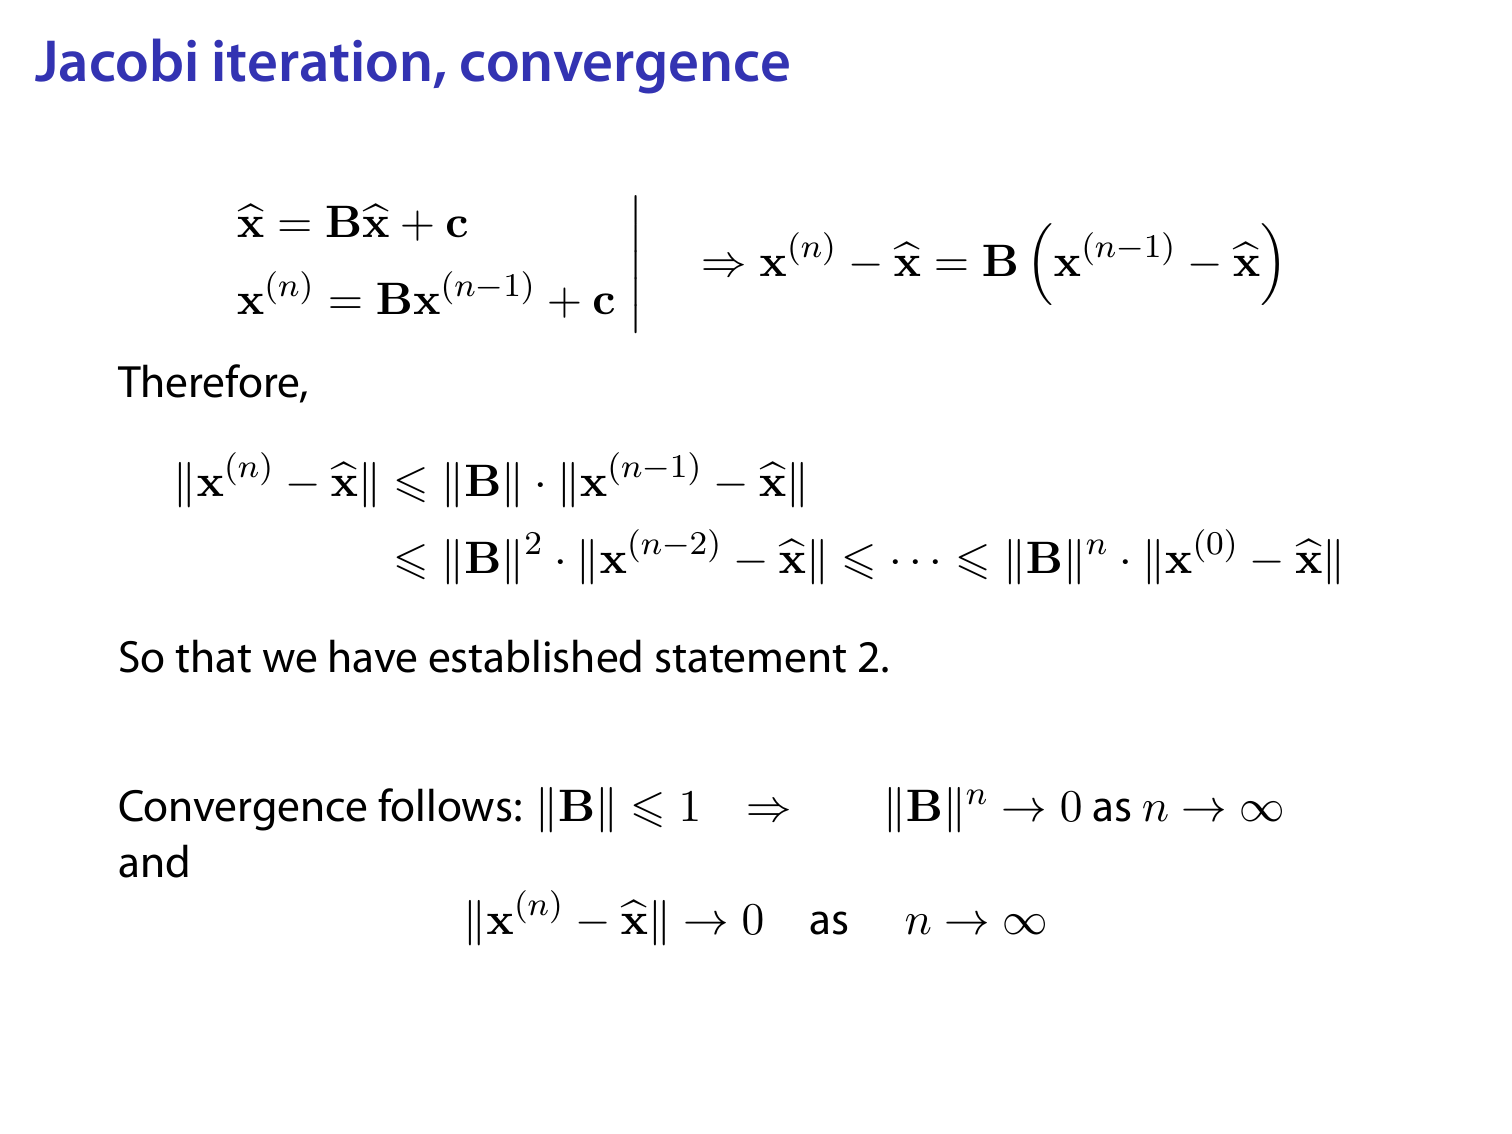 Jacobi iteration, convergence
x̂ = Bx̂ + c
x⁽ⁿ⁾ = Bx⁽ⁿ⁻¹⁾ + c
⇒ x⁽ⁿ⁾ − x̂ = B (x⁽ⁿ⁻¹⁾ − x̂)
Therefore,
‖x⁽ⁿ⁾ − x̂‖ ⩽ ‖B‖ · ‖x⁽ⁿ⁻¹⁾ − x̂‖
⩽ ‖B‖² · ‖x⁽ⁿ⁻²⁾ − x̂‖ ⩽ ··· ⩽ ‖B‖ⁿ · ‖x⁽⁰⁾ − x̂‖
So that we have established statement 2.
Convergence follows: ‖B‖ ⩽ 1 ⇒ ‖B‖ⁿ → 0 as n → ∞
and
‖x⁽ⁿ⁾ − x̂‖ → 0 as n → ∞